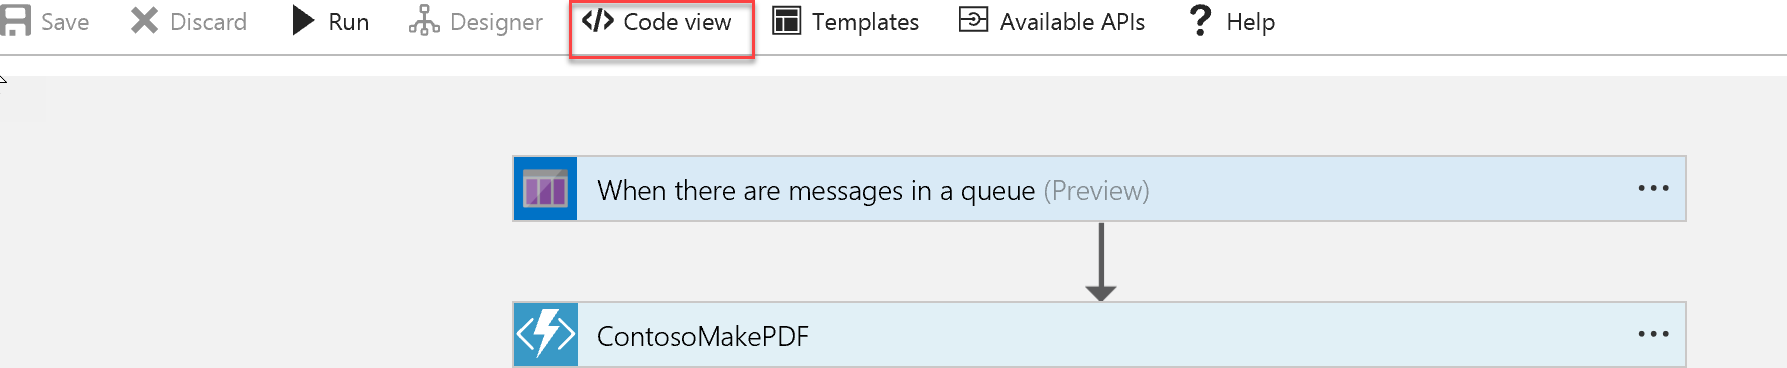 Save Discard Run Designer </> Code view Templates Available APIs ? Help
When there are messages in a queue (Preview) ...
ContosoMakePDF ...